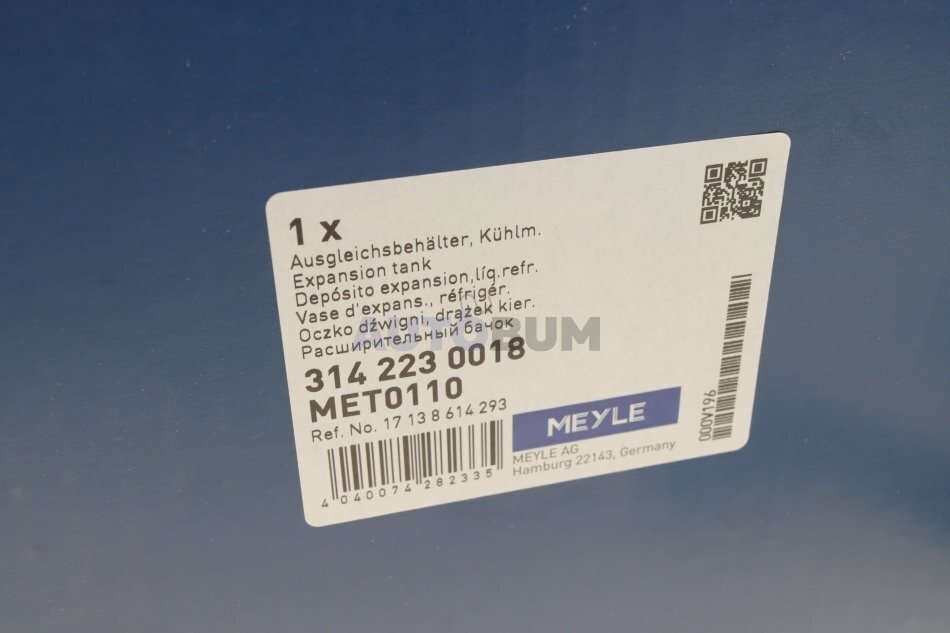 1 x
Ausgleichsbehälter, Kühlm.
Expansion tank
Depósito expansion,líq.refr.
Vase d'expans., réfrigér.
Oczko dźwigni, drążek kier.
Расширительный бачок
AUTOBUM
314 223 0018
MET0110
Ref. No. 17 13 8 614 293
MEYLE
MEYLE AG
Hamburg 22143, Germany
4 040074 282335
000V196